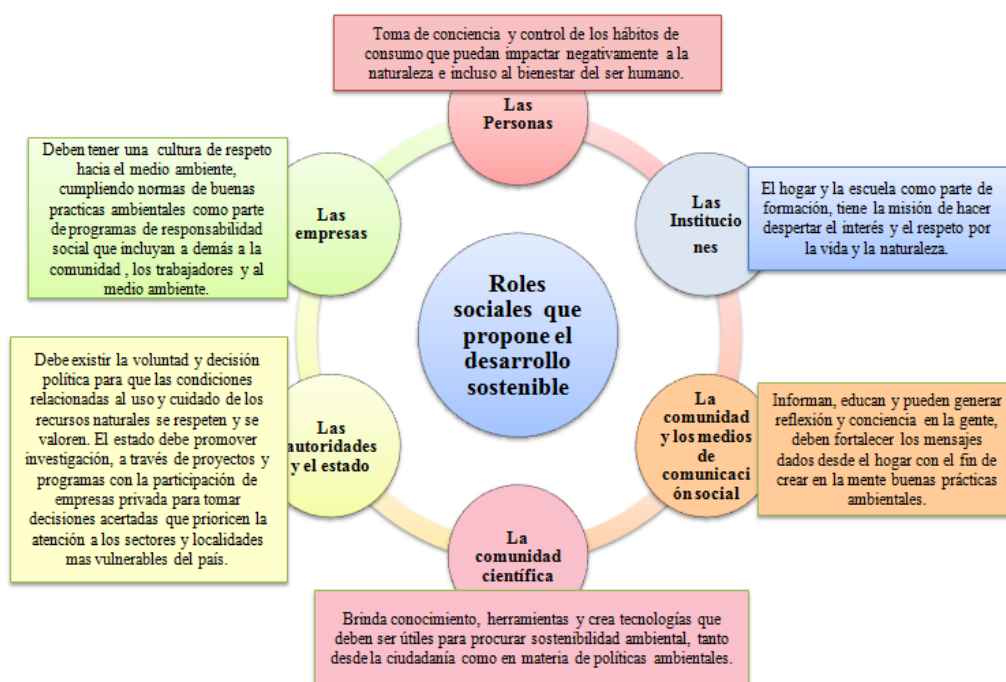 Toma de conciencia y control de los hábitos de
consumo que puedan impactar negativamente a la
naturaleza e incluso al bienestar del ser humano.
Las
Personas
El hogar y la escuela como parte de
formación, tiene la misión de hacer
despertar el interés y el respeto por
la vida y la naturaleza.
Las
Institucio
nes
Informan, educan y pueden generar
reflexión y conciencia en la gente,
deben fortalecer los mensajes
dados desde el hogar con el fin de
crear en la mente buenas prácticas
ambientales.
La
comunidad
y los medios
de
comunicaci
ón social
La
comunidad
científica
Brinda conocimiento, herramientas y crea tecnologías que
deben ser útiles para procurar sostenibilidad ambiental, tanto
desde la ciudadanía como en materia de políticas ambientales.
Debe existir la voluntad y decisión
política para que las condiciones
relacionadas al uso y cuidado de los
recursos naturales se respeten y se
valoren. El estado debe promover
investigación, a través de proyectos y
programas con la participación de
empresas privada para tomar
decisiones acertadas que prioricen la
atención a los sectores y localidades
mas vulnerables del país.
Las
autoridades
y el estado
Deben tener una cultura de respeto
hacia el medio ambiente,
cumpliendo normas de buenas
practicas ambientales como parte
de programas de responsabilidad
social que incluyan a demás a la
comunidad , los trabajadores y al
medio ambiente.
Las
empresas
Roles
sociales que
propone el
desarrollo
sostenible